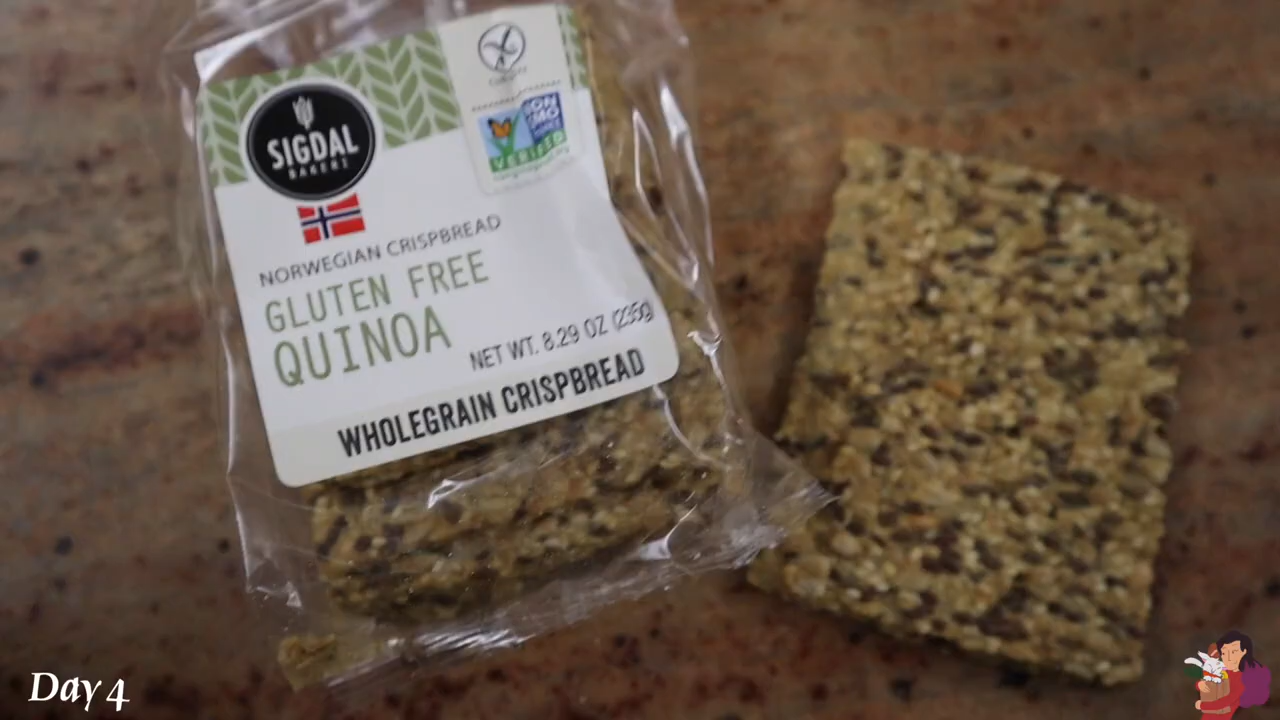 SIGDAL
BAKERI
NON
GMO
VERIFIED
NORWEGIAN CRISPBREAD
GLUTEN FREE
QUINOA
NET WT. 8.29 OZ (235g)
WHOLEGRAIN CRISPBREAD
Day 4